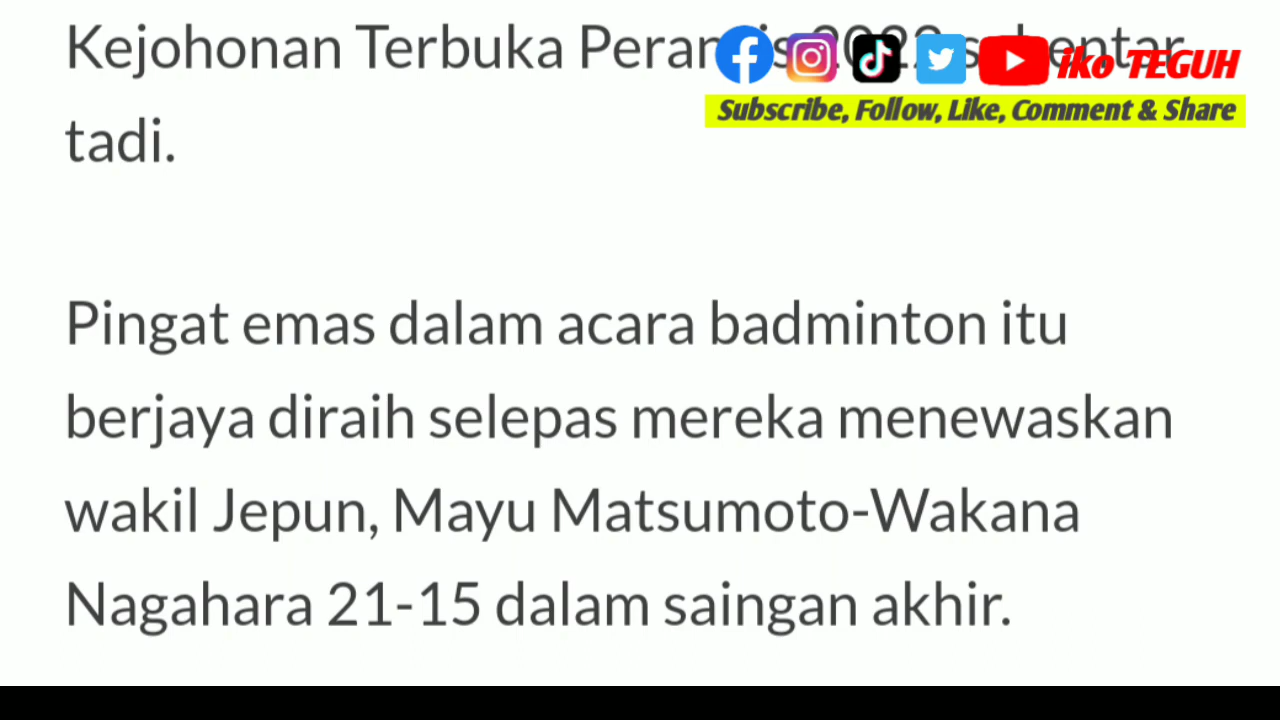 Kejohonan Terbuka
iko TEGUH
tadi.
Subscribe, Follow, Like, Comment & Share
Pingat emas dalam acara badminton itu
berjaya diraih selepas mereka menewaskan
wakil Jepun, Mayu Matsumoto-Wakana
Nagahara 21-15 dalam saingan akhir.